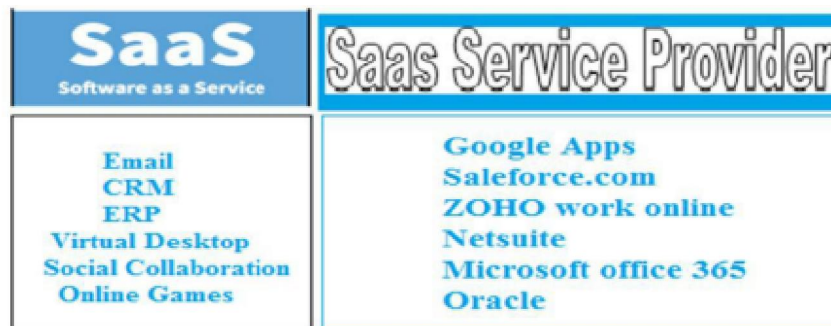 SaaS
Software as a Service
Saas Service Provider
Email
CRM
ERP
Virtual Desktop
Social Collaboration
Online Games
Google Apps
Saleforce.com
ZOHO work online
Netsuite
Microsoft office 365
Oracle